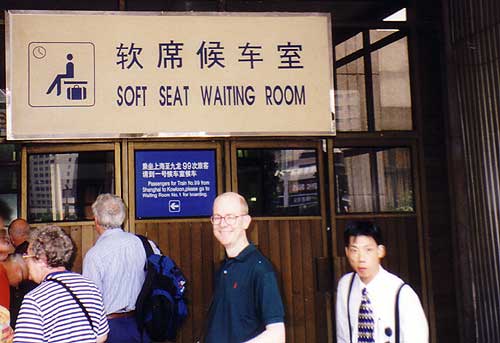 软席候车室
SOFT SEAT WAITING ROOM
乘坐上海至九龙99次旅客
请到一号候车室候车
Passengers for Train No.99 from
Shanghai to Kowloon,please go to
Waiting Room No.1 for boarding.